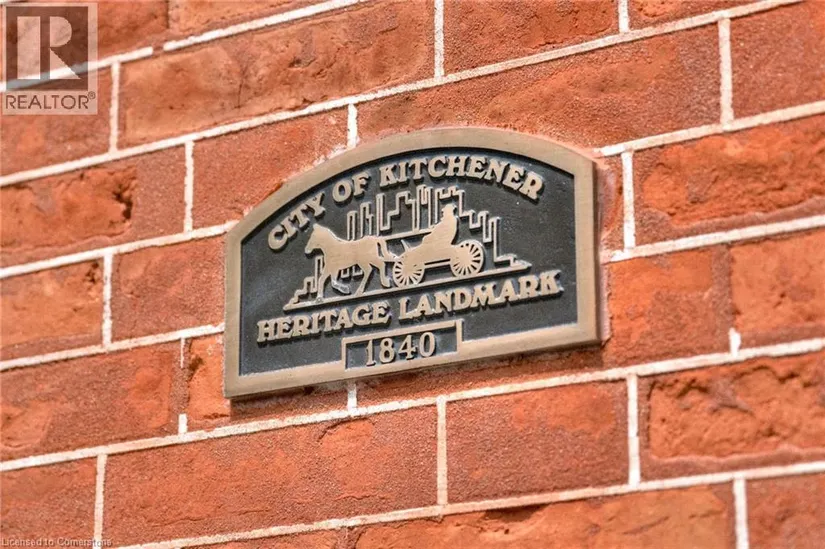 R
REALTOR®
CITY OF KITCHENER
HERITAGE LANDMARK
1840
Licensed to Cornerstone